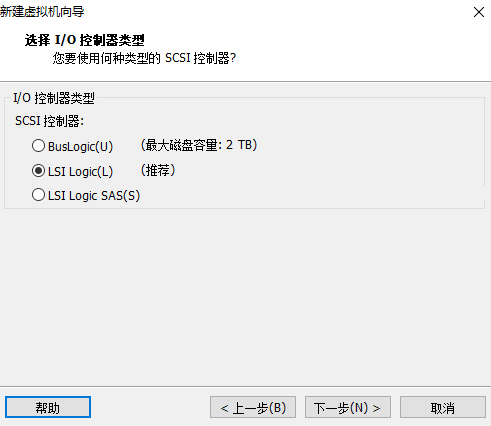 新建虚拟机向导
选择 I/O 控制器类型
您要使用何种类型的 SCSI 控制器?
I/O 控制器类型
SCSI 控制器:
BusLogic(U) (最大磁盘容量: 2 TB)
LSI Logic(L) (推荐)
LSI Logic SAS(S)
帮助 < 上一步(B) 下一步(N) > 取消